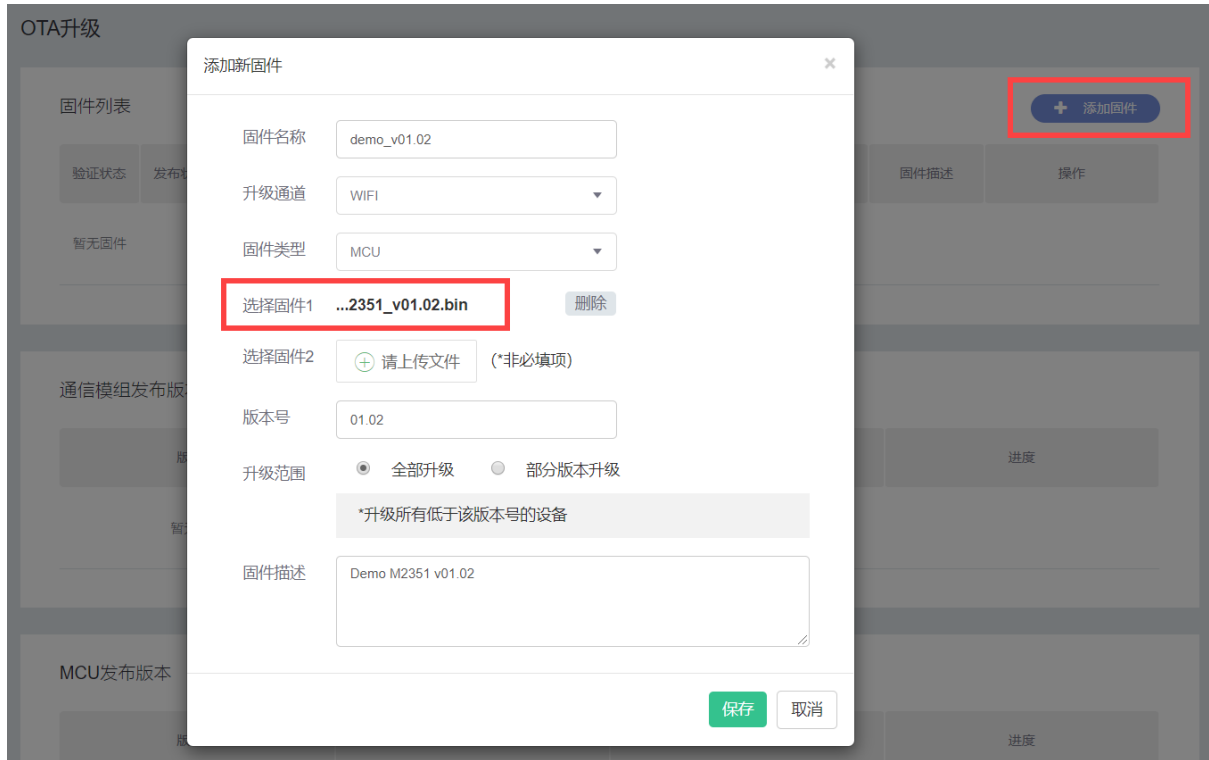 OTA升级
添加新固件
×
固件列表
添加固件
固件名称
demo_v01.02
验证状态
固件描述
操作
升级通道
WIFI
暂无固件
固件类型
MCU
选择固件1
...2351_v01.02.bin
删除
选择固件2
请上传文件
(*非必填项)
通信模组发布版
版本号
01.02
进度
升级范围
全部升级
部分版本升级
*升级所有低于该版本号的设备
固件描述
Demo M2351 v01.02
MCU发布版本
保存
取消
进度